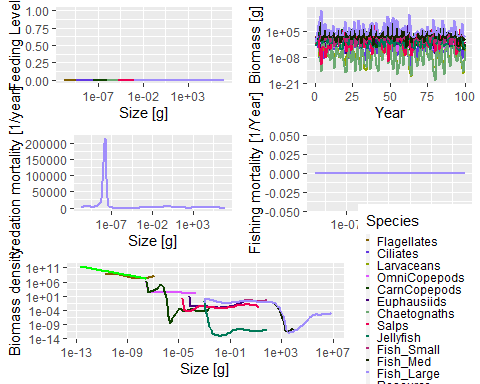 Feeding Level
1.00
0.75
0.50
0.25
0.00
1e-07 1e-02 1e+03
Size [g]
Biomass [g]
1e+05
1e-08
1e-21
0 25 50 75 100
Year
edation mortality [1/year]
200000
150000
100000
50000
0
1e-07 1e-02 1e+03
Size [g]
Fishing mortality [1/Year]
0.050
0.025
0.000
-0.025
-0.050
1e-0
Biomass density
1e+11
1e+06
1e+01
1e-04
1e-09
1e-14
1e-13 1e-09 1e-05 1e-01 1e+03 1e+07
Size [g]
Species
Flagellates
Ciliates
Larvaceans
OmniCopepods
CarnCopepods
Euphausiids
Chaetognaths
Salps
Jellyfish
Fish_Small
Fish_Med
Fish_Large